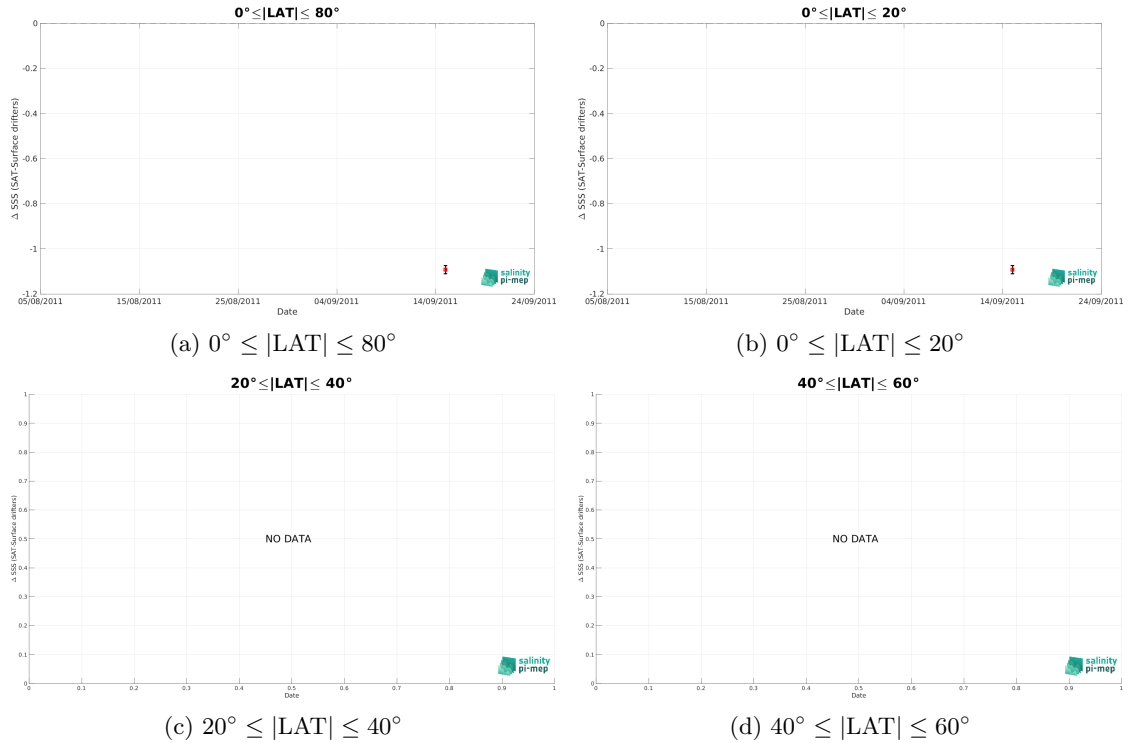 0°≤|LAT|≤ 80°
0
-0.2
-0.4
-0.6
-0.8
-1
-1.2
Δ SSS (SAT-Surface drifters)
05/08/2011 15/08/2011 25/08/2011 04/09/2011 14/09/2011 24/09/2011
Date
salinity
pi-mep
(a) 0° ≤ |LAT| ≤ 80°
0°≤|LAT|≤ 20°
0
-0.2
-0.4
-0.6
-0.8
-1
-1.2
Δ SSS (SAT-Surface drifters)
05/08/2011 15/08/2011 25/08/2011 04/09/2011 14/09/2011 24/09/2011
Date
salinity
pi-mep
(b) 0° ≤ |LAT| ≤ 20°
20°≤|LAT|≤ 40°
1
0.9
0.8
0.7
0.6
0.5
0.4
0.3
0.2
0.1
0
Δ SSS (SAT-Surface drifters)
NO DATA
0 0.1 0.2 0.3 0.4 0.5 0.6 0.7 0.8 0.9 1
Date
salinity
pi-mep
(c) 20° ≤ |LAT| ≤ 40°
40°≤|LAT|≤ 60°
1
0.9
0.8
0.7
0.6
0.5
0.4
0.3
0.2
0.1
0
Δ SSS (SAT-Surface drifters)
NO DATA
0 0.1 0.2 0.3 0.4 0.5 0.6 0.7 0.8 0.9 1
Date
salinity
pi-mep
(d) 40° ≤ |LAT| ≤ 60°